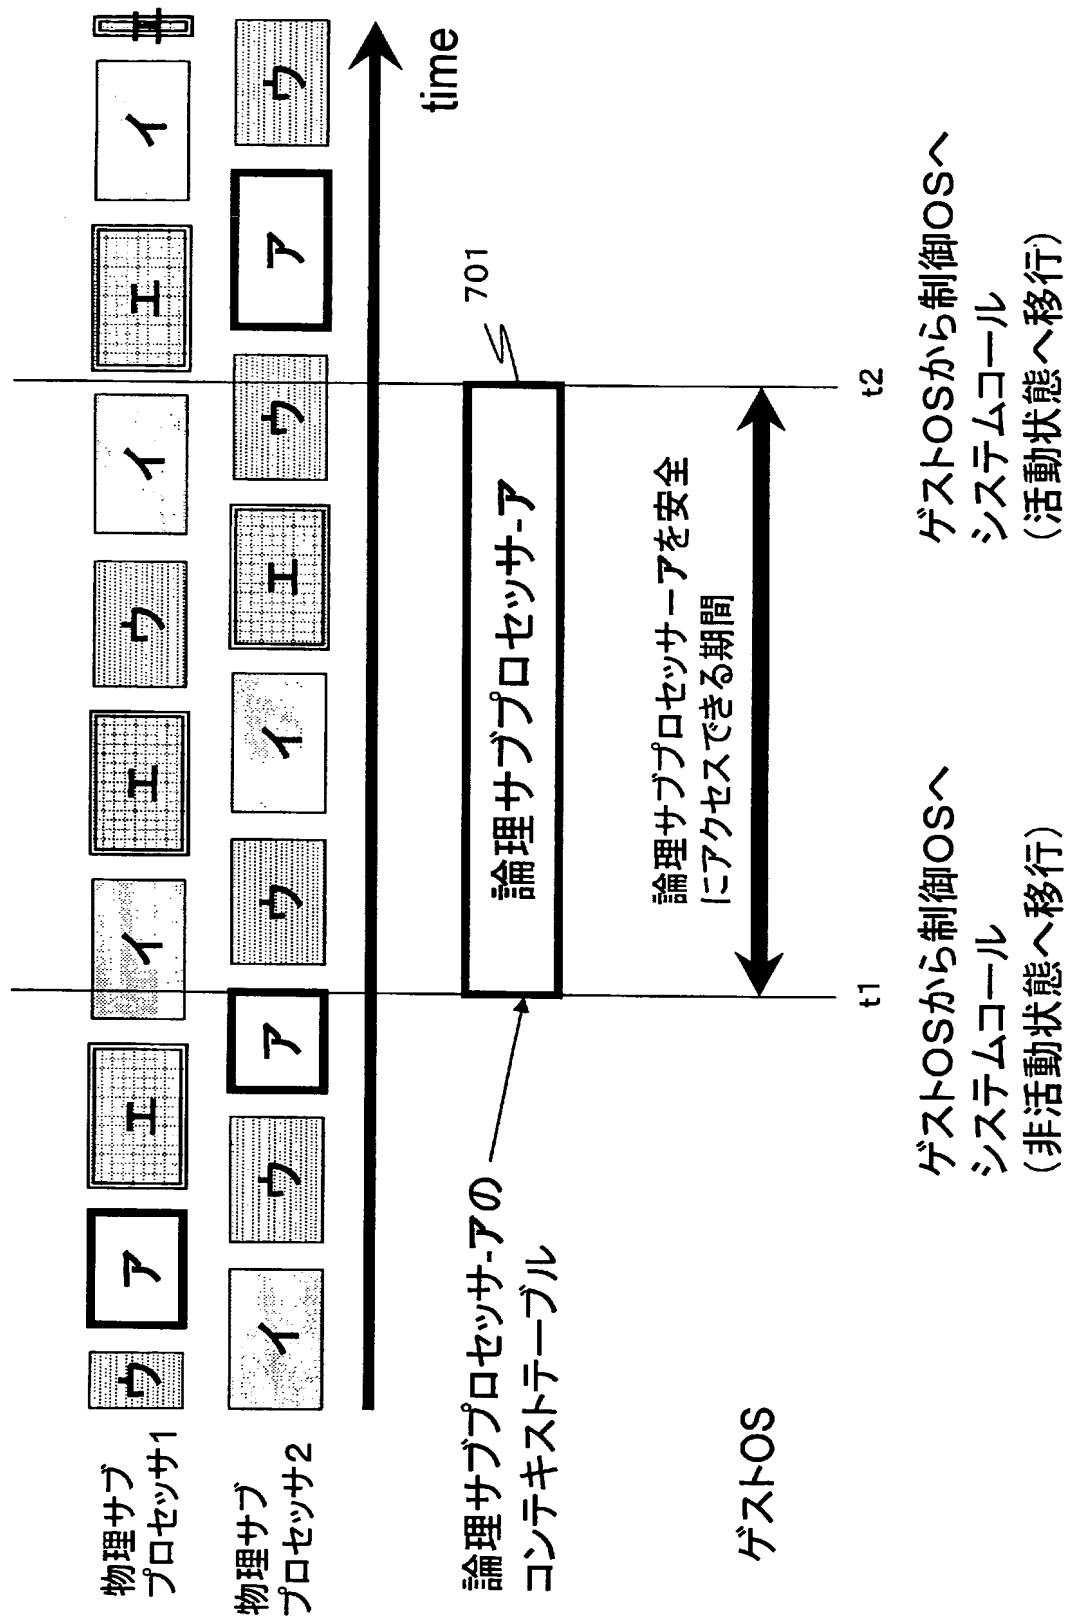 物理サブ
プロセッサ1
ウ
ア
エ
イ
エ
ウ
イ
エ
イ
エ
物理サブ
プロセッサ2
イ
ウ
ア
ウ
イ
エ
ウ
ア
ウ
time
論理サブプロセッサ-アの
コンテキストテーブル
論理サブプロセッサ-ア
701
ゲストOS
論理サブプロセッサーアを安全
にアクセスできる期間
t1
t2
ゲストOSから制御OSへ
システムコール
(非活動状態へ移行)
ゲストOSから制御OSへ
システムコール
(活動状態へ移行)